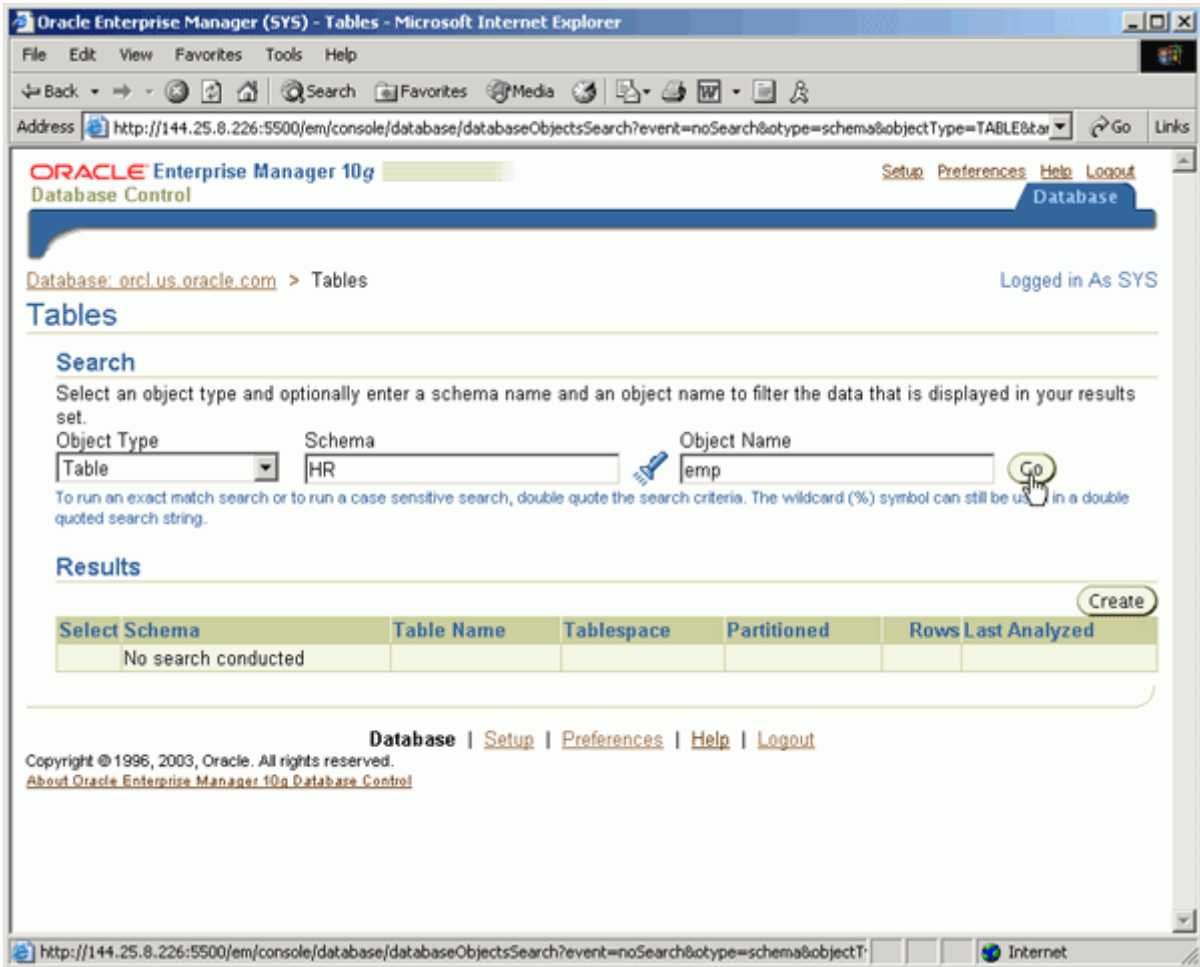 Oracle Enterprise Manager (SYS) - Tables - Microsoft Internet Explorer
File Edit View Favorites Tools Help
Back Search Favorites Media
Address http://144.25.8.226:5500/em/console/database/databaseObjectsSearch?event=noSearch&otype=schema&objectType=TABLE&tar Go Links
ORACLE Enterprise Manager 10g
Setup Preferences Help Logout
Database Control
Database
Database: orcl.us.oracle.com > Tables
Logged in As SYS
Tables
Search
Select an object type and optionally enter a schema name and an object name to filter the data that is displayed in your results
set.
Object Type Schema Object Name
Table HR emp Go
To run an exact match search or to run a case sensitive search, double quote the search criteria. The wildcard (%) symbol can still be in a double
quoted search string.
Results
Create
Select Schema Table Name Tablespace Partitioned Rows Last Analyzed
No search conducted
Database | Setup | Preferences | Help | Logout
Copyright © 1996, 2003, Oracle. All rights reserved.
About Oracle Enterprise Manager 10g Database Control
http://144.25.8.226:5500/em/console/database/databaseObjectsSearch?event=noSearch&otype=schema&objectT Internet